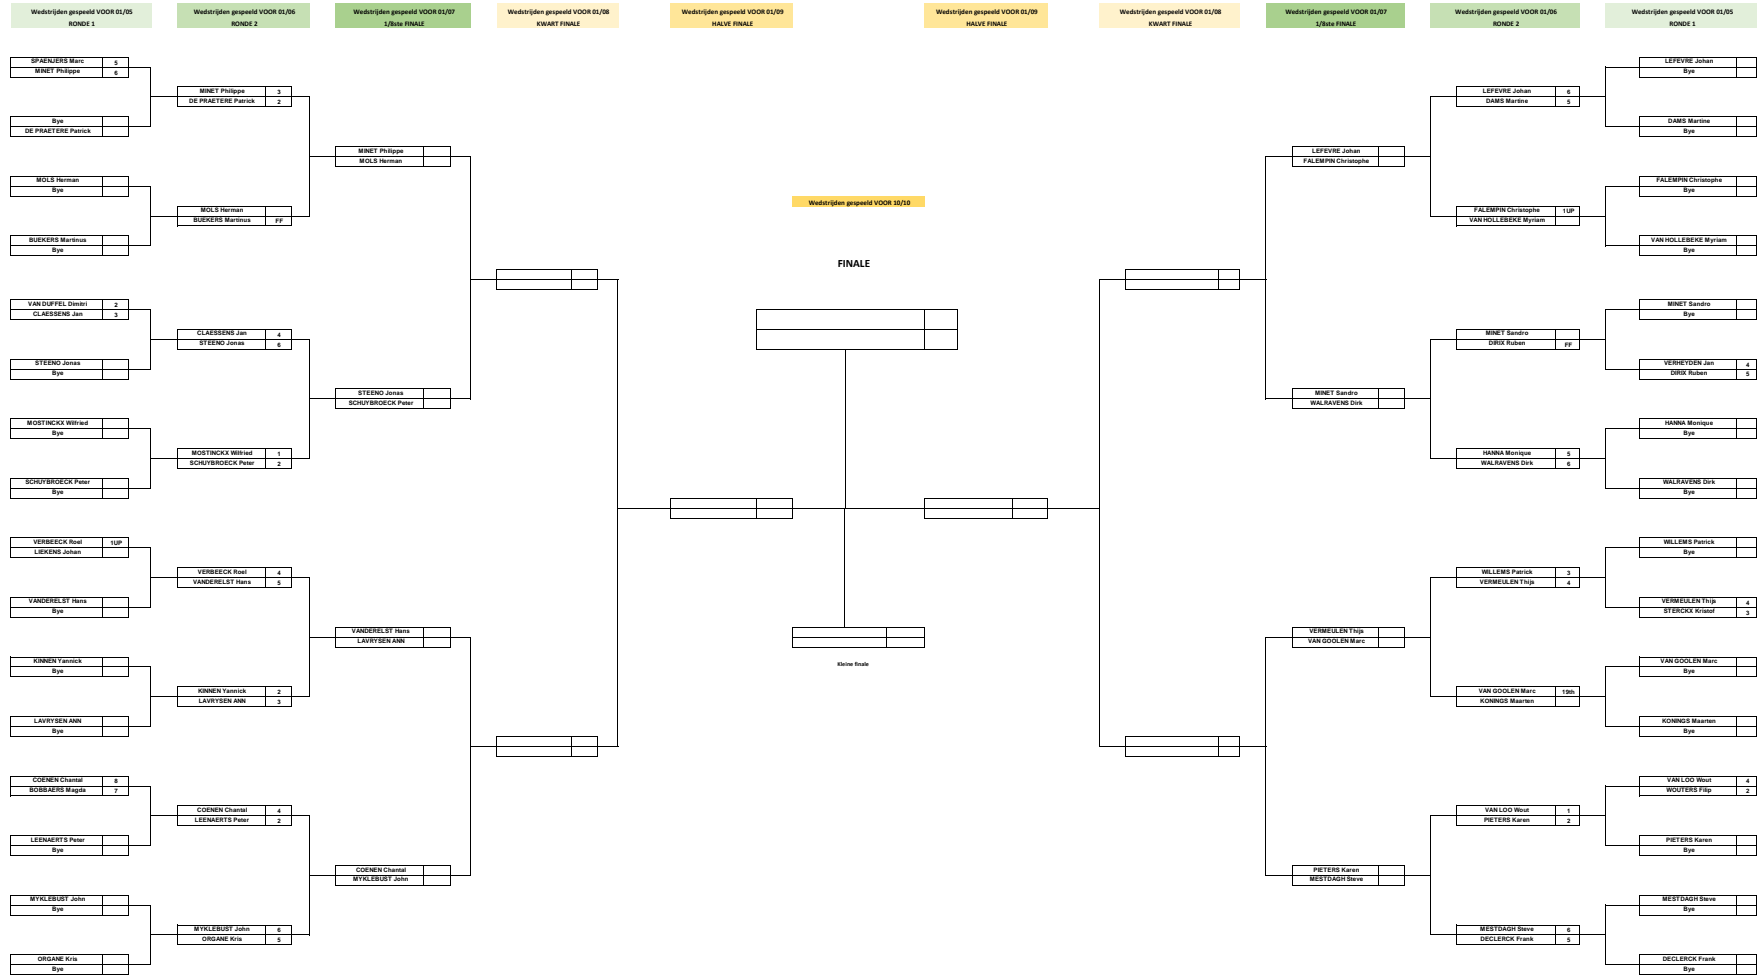 Wedstrijden gespeeld VOOR 01/05
RONDE 1
Wedstrijden gespeeld VOOR 01/06
RONDE 2
Wedstrijden gespeeld VOOR 01/07
1/8ste FINALE
Wedstrijden gespeeld VOOR 01/08
KWART FINALE
Wedstrijden gespeeld VOOR 01/09
HALVE FINALE
Wedstrijden gespeeld VOOR 01/09
HALVE FINALE
Wedstrijden gespeeld VOOR 01/08
KWART FINALE
Wedstrijden gespeeld VOOR 01/07
1/8ste FINALE
Wedstrijden gespeeld VOOR 01/06
RONDE 2
Wedstrijden gespeeld VOOR 01/05
RONDE 1
SPAENJERS Marc 5
MINET Philippe 6
Bye
DE PRAETERE Patrick
MOLS Herman
Bye
BUEKERS Martinus
Bye
VAN DUFFEL Dimitri 2
CLAESSENS Jan 3
STEENO Jonas
Bye
MOSTINCKX Wilfried
Bye
SCHUYBROECK Peter
Bye
VERBEECK Roel 1UP
LIEKENS Johan
VANDERELST Hans
Bye
KINNEN Yannick
Bye
LAVRYSEN ANN
Bye
COENEN Chantal 8
BOBBAERS Magda 7
LEENAERTS Peter
Bye
MYKLEBUST John
Bye
ORGANE Kris
Bye
MINET Philippe 3
DE PRAETERE Patrick 2
MOLS Herman
BUEKERS Martinus FF
CLAESSENS Jan 4
STEENO Jonas 6
MOSTINCKX Wilfried 1
SCHUYBROECK Peter 2
VERBEECK Roel 4
VANDERELST Hans 5
KINNEN Yannick 2
LAVRYSEN ANN 3
COENEN Chantal 4
LEENAERTS Peter 2
MYKLEBUST John 6
ORGANE Kris 5
MINET Philippe
MOLS Herman
STEENO Jonas
SCHUYBROECK Peter
VANDERELST Hans
LAVRYSEN ANN
COENEN Chantal
MYKLEBUST John
Wedstrijden gespeeld VOOR 10/10
FINALE
Kleine finale
LEFEVRE Johan
FALEMPIN Christophe
MINET Sandro
WALRAVENS Dirk
VERMEULEN Thijs
VAN GOOLEN Marc
PIETERS Karen
MESTDAGH Steve
LEFEVRE Johan 6
DAMS Martine 5
FALEMPIN Christophe 1UP
VAN HOLLEBEKE Myriam
MINET Sandro
DIRIX Ruben FF
HANNA Monique 5
WALRAVENS Dirk 6
WILLEMS Patrick 3
VERMEULEN Thijs 4
VAN GOOLEN Marc 19th
KONINGS Maarten
VAN LOO Wout 1
PIETERS Karen 2
MESTDAGH Steve 6
DECLERCK Frank 5
LEFEVRE Johan
Bye
DAMS Martine
Bye
FALEMPIN Christophe
Bye
VAN HOLLEBEKE Myriam
Bye
MINET Sandro
Bye
VERHEYDEN Jan 4
DIRIX Ruben 5
HANNA Monique
Bye
WALRAVENS Dirk
Bye
WILLEMS Patrick
Bye
VERMEULEN Thijs 4
STERCKX Kristof 3
VAN GOOLEN Marc
Bye
KONINGS Maarten
Bye
VAN LOO Wout 4
WOUTERS Filip 2
PIETERS Karen
Bye
MESTDAGH Steve
Bye
DECLERCK Frank
Bye